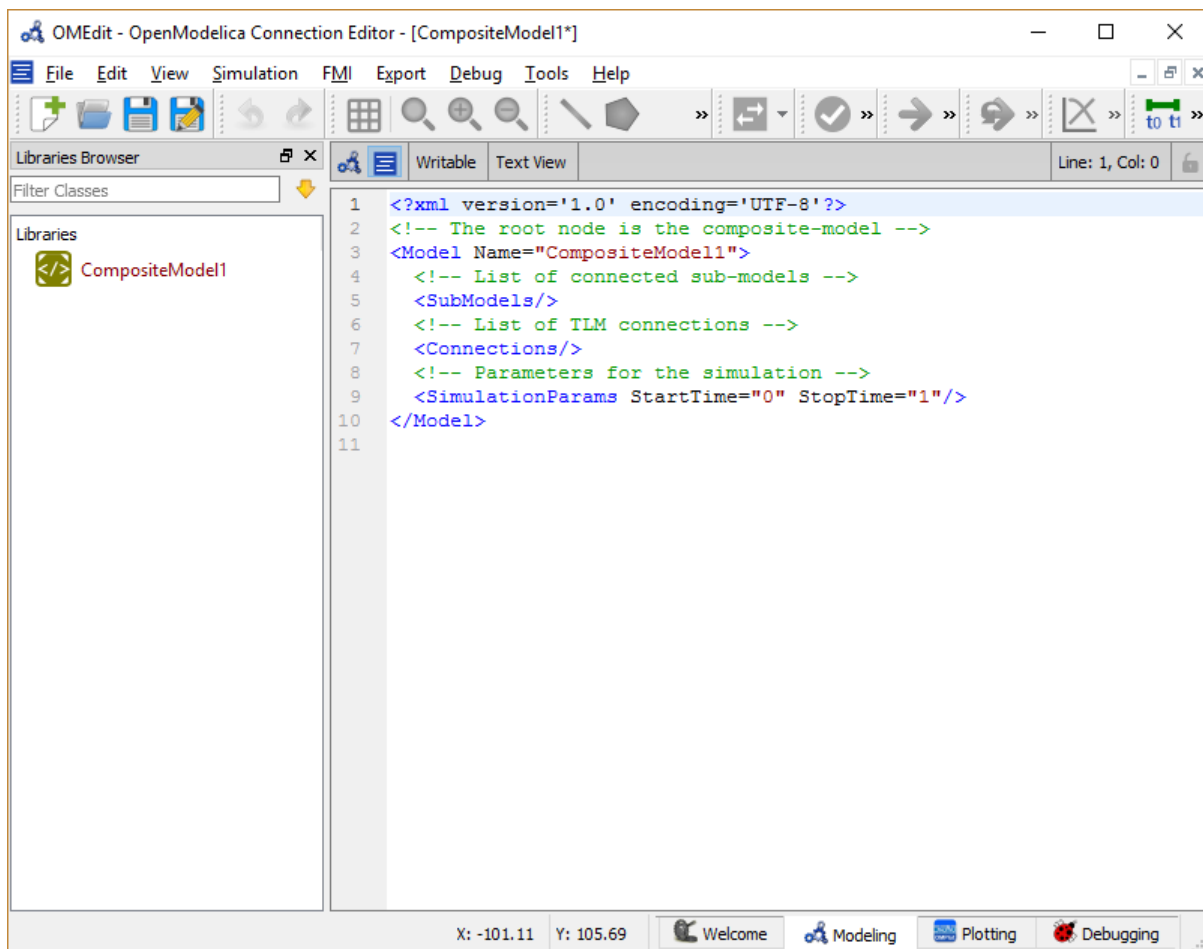 OMEdit - OpenModelica Connection Editor - [CompositeModel1*]
File Edit View Simulation FMI Export Debug Tools Help
t0 t1
Libraries Browser
Writable Text View Line: 1, Col: 0
Filter Classes
Libraries
CompositeModel1
1 <?xml version='1.0' encoding='UTF-8'?>
2 <!-- The root node is the composite-model -->
3 <Model Name="CompositeModel1">
4 <!-- List of connected sub-models -->
5 <SubModels/>
6 <!-- List of TLM connections -->
7 <Connections/>
8 <!-- Parameters for the simulation -->
9 <SimulationParams StartTime="0" StopTime="1"/>
10 </Model>
11
X: -101.11 Y: 105.69 Welcome Modeling Plotting Debugging